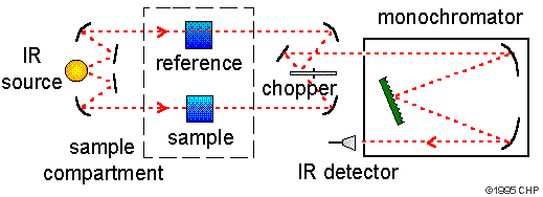 monochromator
IR
source
reference
chopper
sample
sample
compartment
IR detector
©1995 CHP